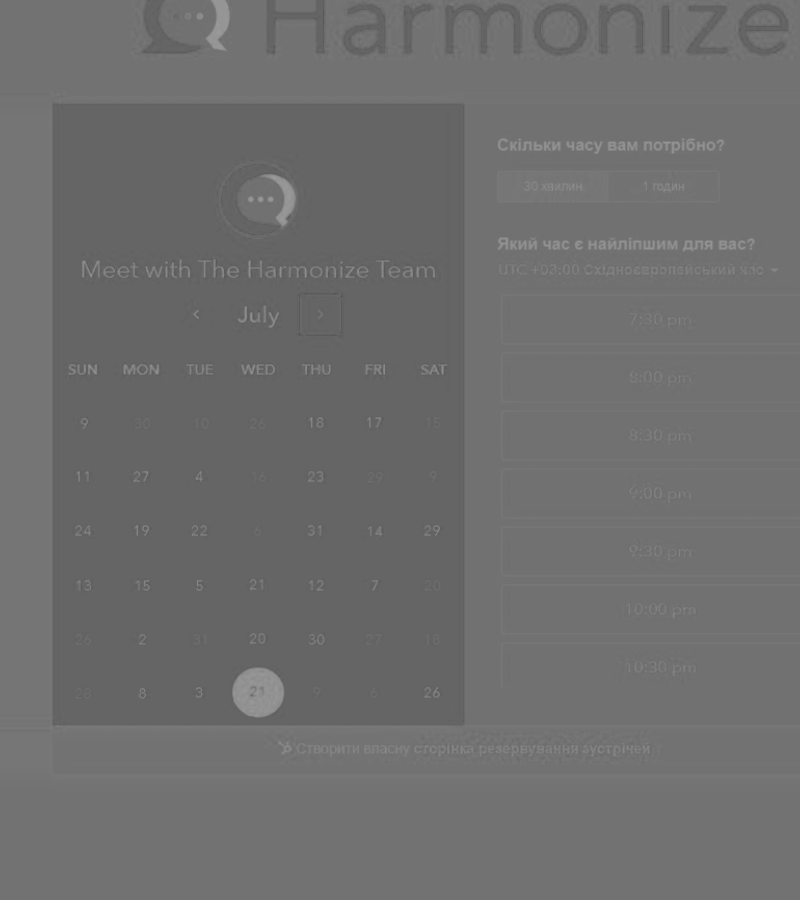 Harmonize
Meet with The Harmonize Team
July
SUN MON TUE WED THU FRI SAT
9 30 10 26 18 17 15
11 27 4 16 23 29 9
24 19 22 6 31 14 29
13 15 5 21 12 7 20
26 2 31 20 30 27 18
28 8 3 21 9 6 26
Скільки часу вам потрібно?
30 хвилин 1 годин
Який час є найліпшим для вас?
UTC +02:00 Східноєвропейський час
7:30 pm
8:00 pm
8:30 pm
9:00 pm
9:30 pm
10:00 pm
10:30 pm
Створити власну сторінка резервування зустрічей